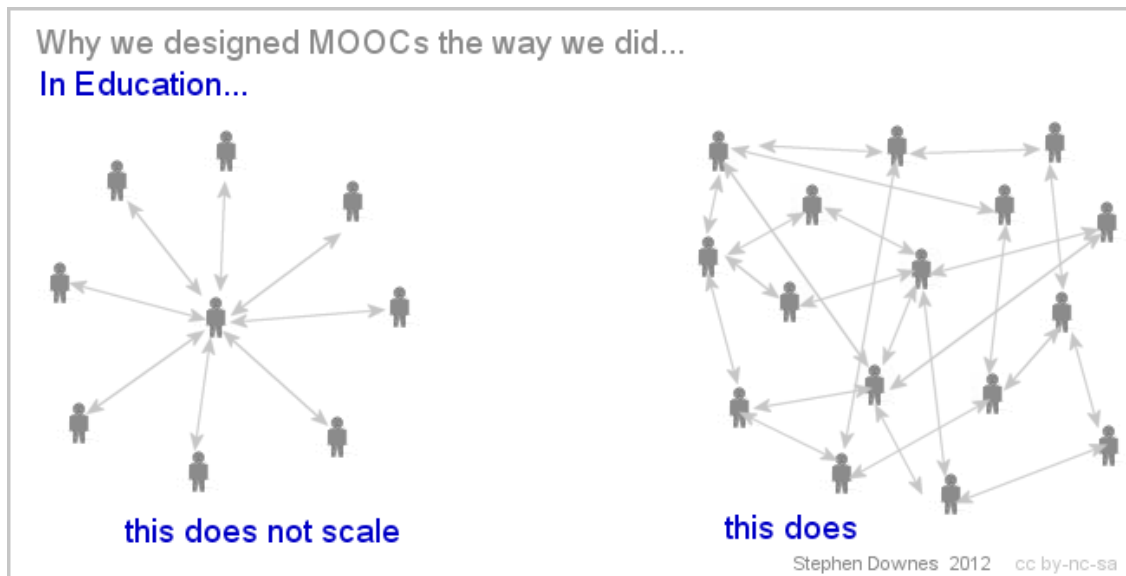 Why we designed MOOCs the way we did...
In Education...
this does not scale
this does
Stephen Downes 2012 cc by-nc-sa